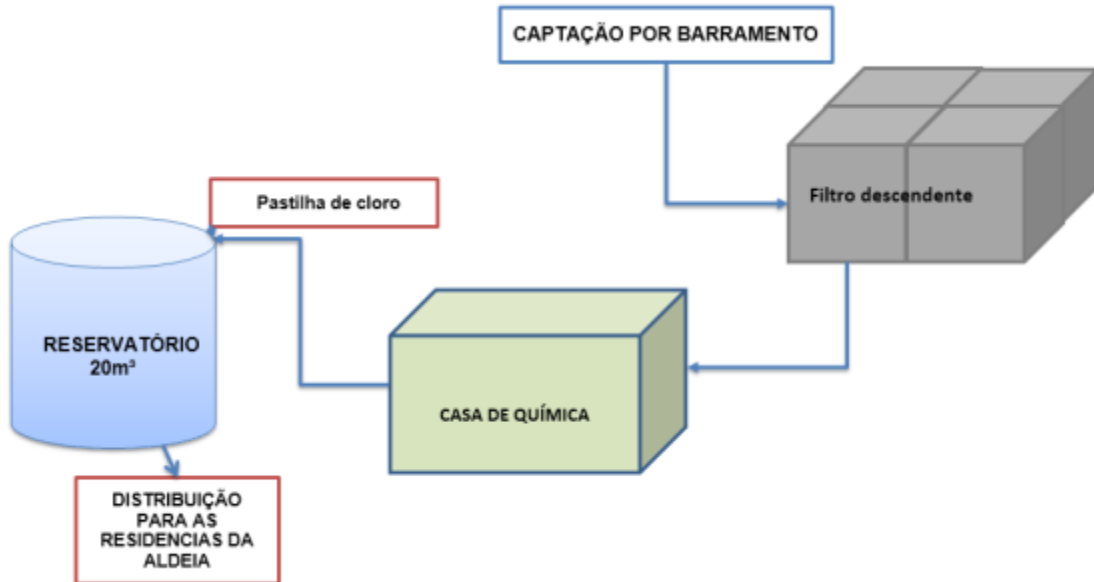 CAPTAÇÃO POR BARRAMENTO
Filtro descendente
Pastilha de cloro
RESERVATÓRIO
20m³
CASA DE QUÍMICA
DISTRIBUIÇÃO
PARA AS
RESIDENCIAS DA
ALDEIA